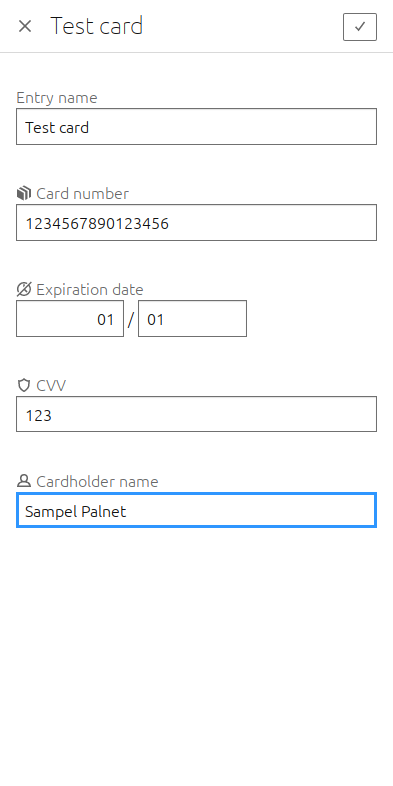 Test card
Entry name
Test card
Card number
1234567890123456
Expiration date
01 / 01
CVV
123
Cardholder name
Sampel Palnet